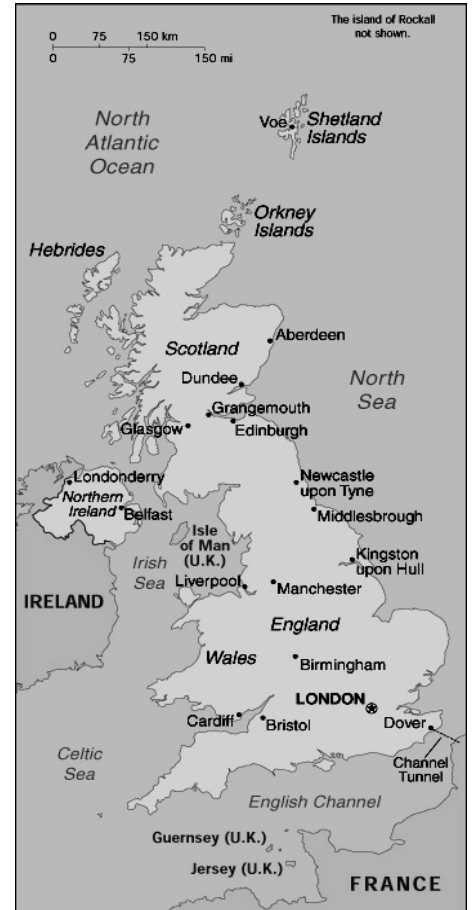 The island of Rockall
not shown.
0 75 150 km
0 75 150 mi
North
Atlantic
Ocean
Voe
Shetland
Islands
Orkney
Islands
Hebrides
Aberdeen
Scotland
Dundee
North
Sea
Grangemouth
Glasgow
Edinburgh
Londonderry
Northern
Ireland
Belfast
Newcastle
upon Tyne
Middlesbrough
Isle
of Man
(U.K.)
Irish
Sea
Kingston
upon Hull
Liverpool
Manchester
IRELAND
England
Wales
Birmingham
LONDON
Cardiff
Bristol
Dover
Celtic
Sea
Channel
Tunnel
English Channel
Guernsey (U.K.)
Jersey (U.K.)
FRANCE